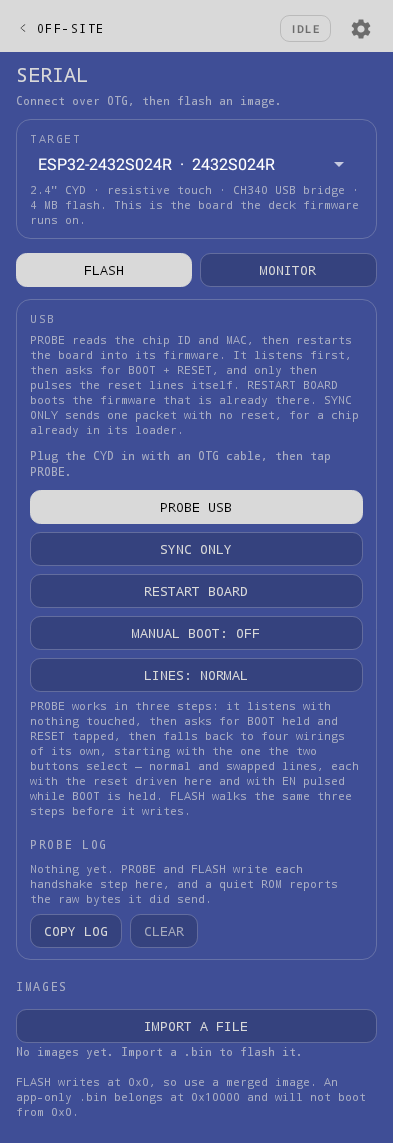 OFF-SITE
IDLE
SERIAL
Connect over OTG, then flash an image.
TARGET
ESP32-2432S024R · 2432S024R
2.4" CYD · resistive touch · CH340 USB bridge ·
4 MB flash. This is the board the deck firmware
runs on.
FLASH
MONITOR
USB
PROBE reads the chip ID and MAC, then restarts
the board into its firmware. It listens first,
then asks for BOOT + RESET, and only then
pulses the reset lines itself. RESTART BOARD
boots the firmware that is already there. SYNC
ONLY sends one packet with no reset, for a chip
already in its loader.
Plug the CYD in with an OTG cable, then tap
PROBE.
PROBE USB
SYNC ONLY
RESTART BOARD
MANUAL BOOT: OFF
LINES: NORMAL
PROBE works in three steps: it listens with
nothing touched, then asks for BOOT held and
RESET tapped, then falls back to four wirings
of its own, starting with the one the two
buttons select — normal and swapped lines, each
with the reset driven here and with EN pulsed
while BOOT is held. FLASH walks the same three
steps before it writes.
PROBE LOG
Nothing yet. PROBE and FLASH write each
handshake step here, and a quiet ROM reports
the raw bytes it did send.
COPY LOG
CLEAR
IMAGES
IMPORT A FILE
No images yet. Import a .bin to flash it.
FLASH writes at 0x0, so use a merged image. An
app-only .bin belongs at 0x10000 and will not boot
from 0x0.